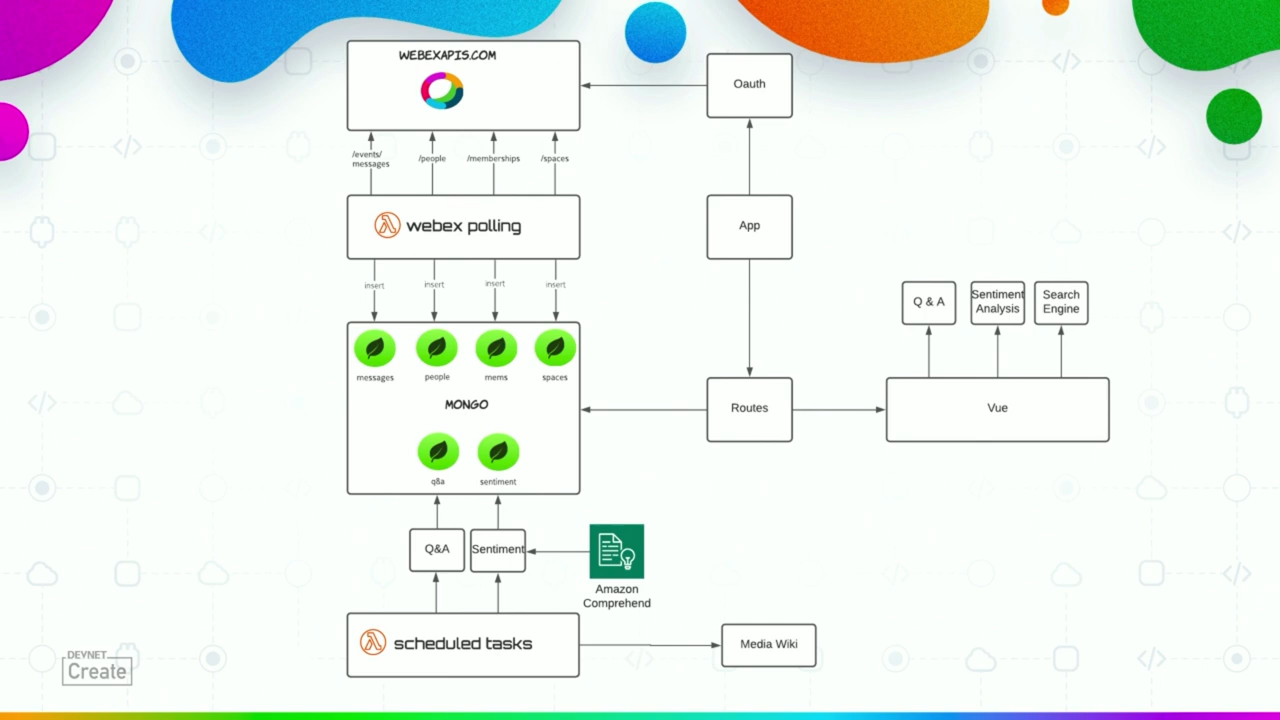 WEBEXAPIS.COM
Oauth
/events/
messages
/people
/memberships
/spaces
webex polling
App
insert
insert
insert
insert
Q & A
Sentiment
Analysis
Search
Engine
messages
people
mems
spaces
MONGO
Routes
Vue
q&a
sentiment
Q&A
Sentiment
Amazon
Comprehend
scheduled tasks
Media Wiki
DEVNET
Create